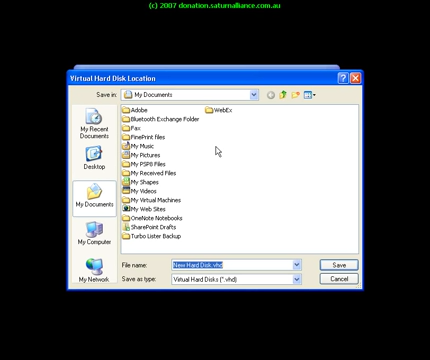 (c) 2007 donation.saturnalliance.com.au
Virtual Hard Disk Location
Save in: My Documents
My Recent Documents
Desktop
My Documents
My Computer
My Network
Adobe
Bluetooth Exchange Folder
Fax
FinePrint files
My Music
My Pictures
My PSP8 Files
My Received Files
My Shapes
My Videos
My Virtual Machines
My Web Sites
OneNote Notebooks
SharePoint Drafts
Turbo Lister Backup
WebEx
File name: New Hard Disk.vhd Save
Save as type: Virtual Hard Disks (*.vhd) Cancel